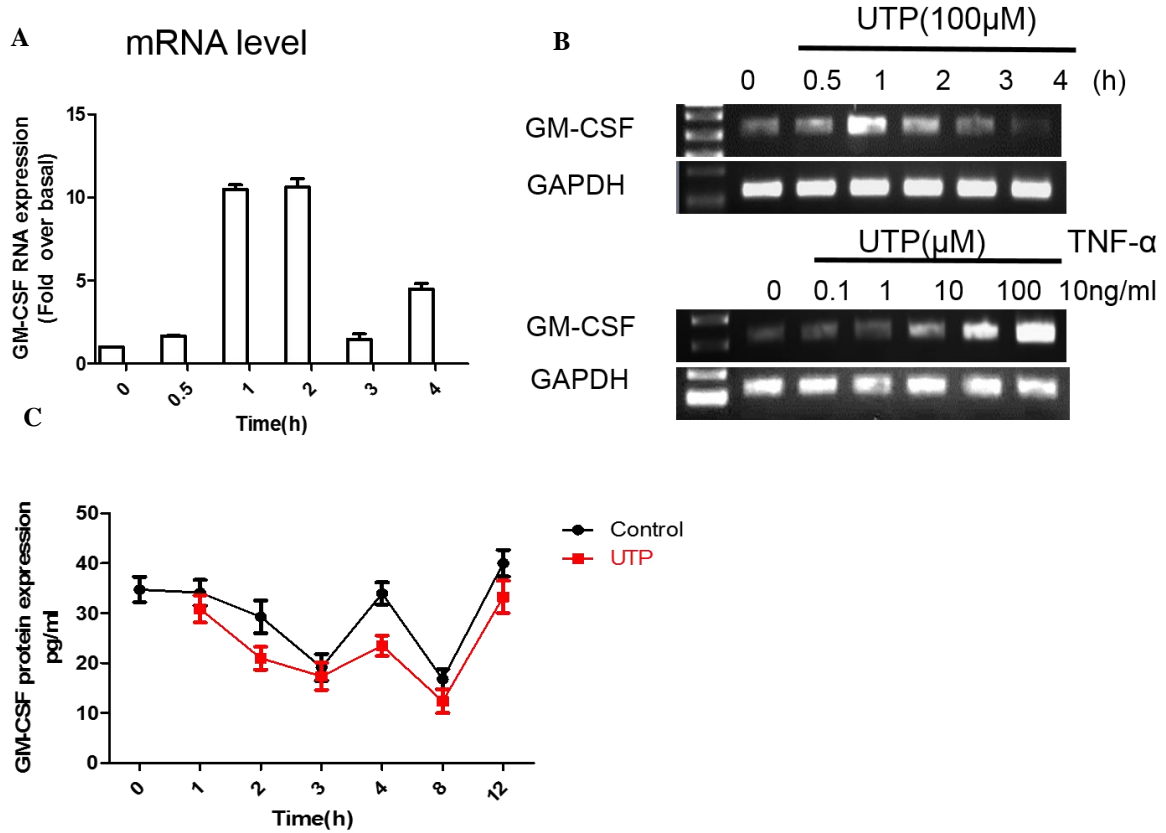 A
mRNA level
GM-CSF RNA expression
(Fold over basal)
15
10
5
0
0 0.5 1 2 3 4
Time(h)
B
UTP(100µM)
0 0.5 1 2 3 4 (h)
GM-CSF
GAPDH
UTP(µM) TNF-α
0 0.1 1 10 100 10ng/ml
GM-CSF
GAPDH
C
GM-CSF protein expression
pg/ml
50
40
30
20
10
0
0 1 2 3 4 8 12
Time(h)
Control
UTP